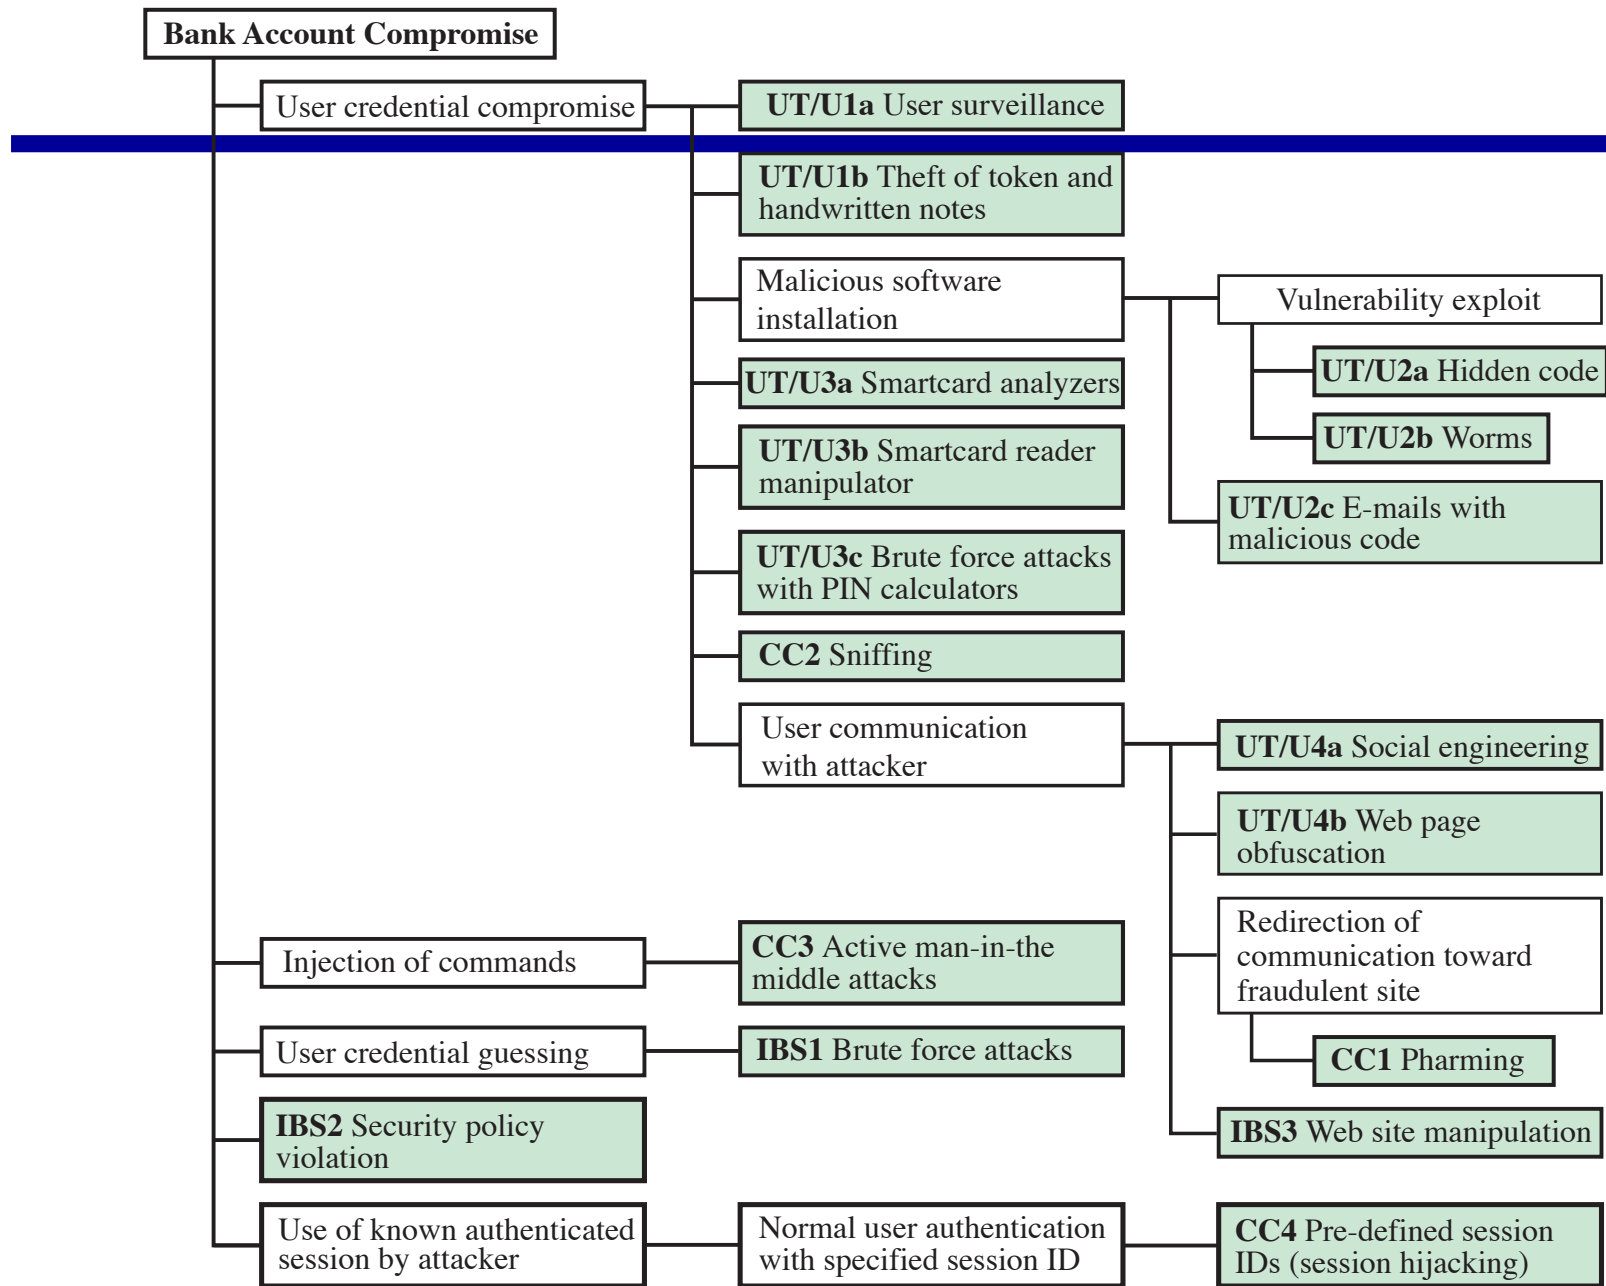 Bank Account Compromise
User credential compromise
UT/U1a User surveillance
UT/U1b Theft of token and
handwritten notes
Malicious software
installation
Vulnerability exploit
UT/U2a Hidden code
UT/U2b Worms
UT/U2c E-mails with
malicious code
UT/U3a Smartcard analyzers
UT/U3b Smartcard reader
manipulator
UT/U3c Brute force attacks
with PIN calculators
CC2 Sniffing
User communication
with attacker
UT/U4a Social engineering
UT/U4b Web page
obfuscation
Redirection of
communication toward
fraudulent site
CC1 Pharming
IBS3 Web site manipulation
Injection of commands
CC3 Active man-in-the
middle attacks
User credential guessing
IBS1 Brute force attacks
IBS2 Security policy
violation
Use of known authenticated
session by attacker
Normal user authentication
with specified session ID
CC4 Pre-defined session
IDs (session hijacking)